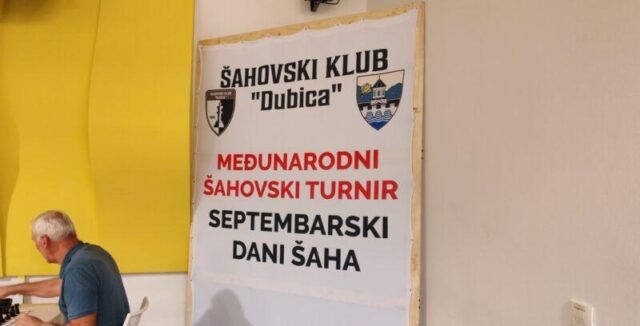 ŠAHOVSKI KLUB
"Dubica"
MEĐUNARODNI
ŠAHOVSKI TURNIR
SEPTEMBARSKI
DANI ŠAHA